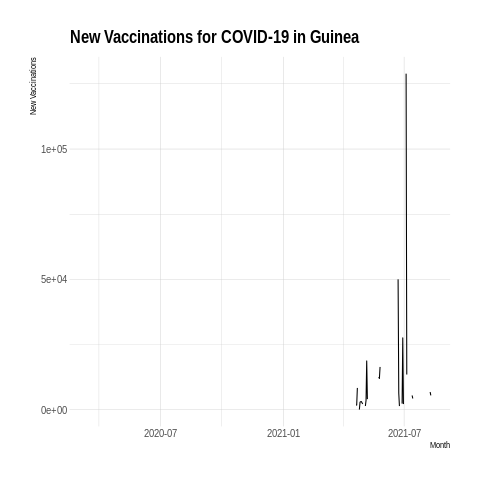 New Vaccinations for COVID-19 in Guinea
New Vaccinations
1e+05
5e+04
0e+00
2020-07
2021-01
2021-07
Month